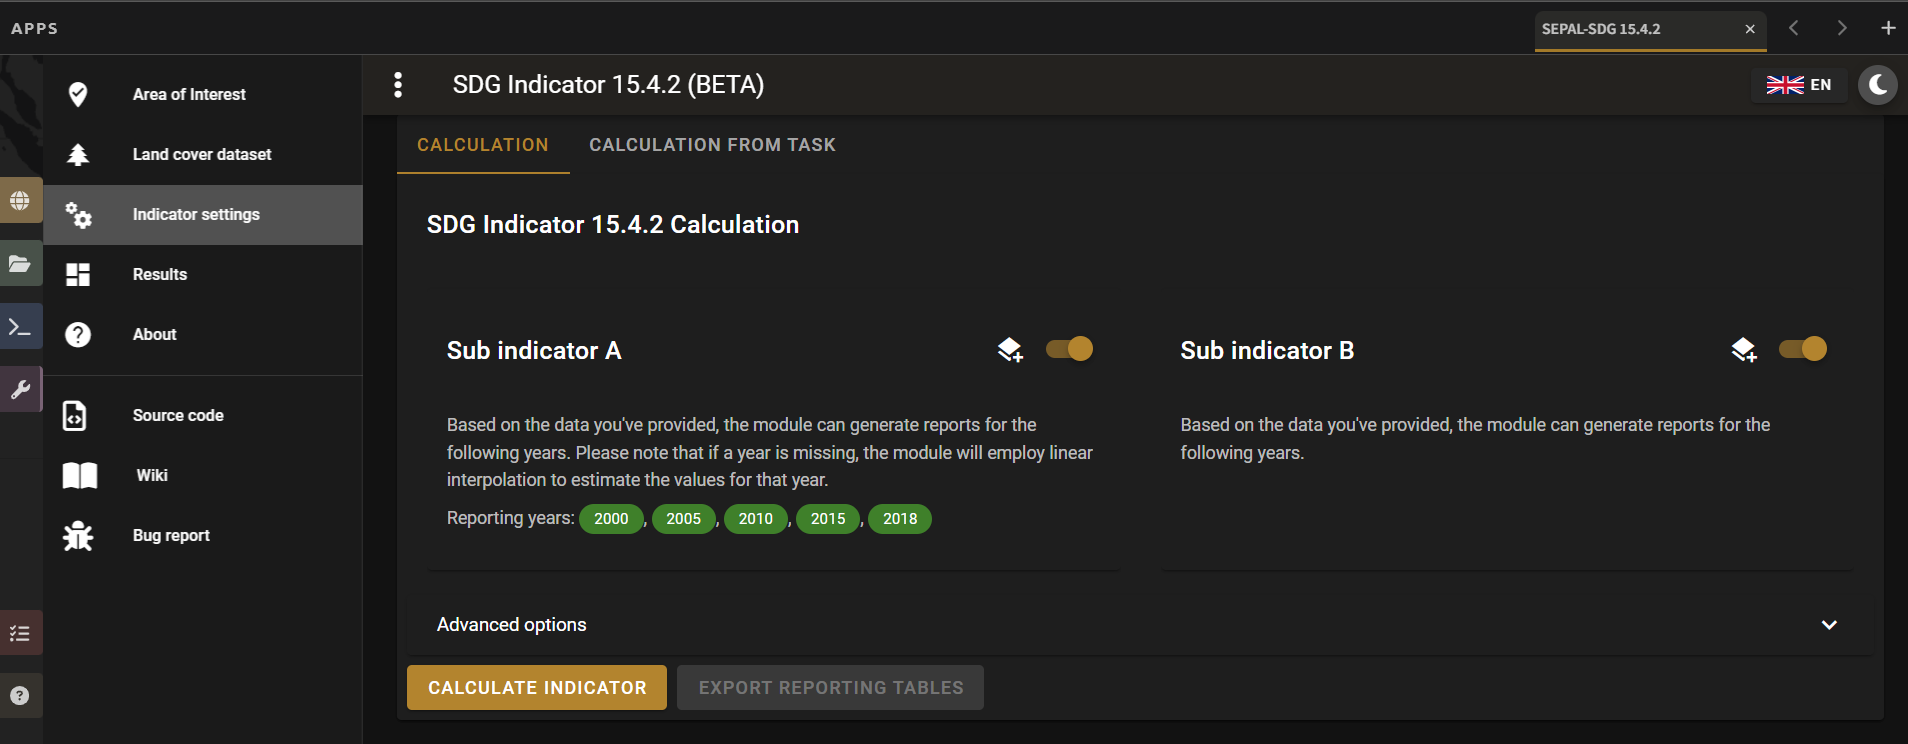 APPS
SEPAL-SDG 15.4.2
SDG Indicator 15.4.2 (BETA)
EN
Area of Interest
Land cover dataset
Indicator settings
Results
About
Source code
Wiki
Bug report
CALCULATION
CALCULATION FROM TASK
SDG Indicator 15.4.2 Calculation
Sub indicator A
Based on the data you've provided, the module can generate reports for the
following years. Please note that if a year is missing, the module will employ linear
interpolation to estimate the values for that year.
Reporting years: 2000, 2005, 2010, 2015, 2018
Sub indicator B
Based on the data you've provided, the module can generate reports for the
following years.
Advanced options
CALCULATE INDICATOR
EXPORT REPORTING TABLES